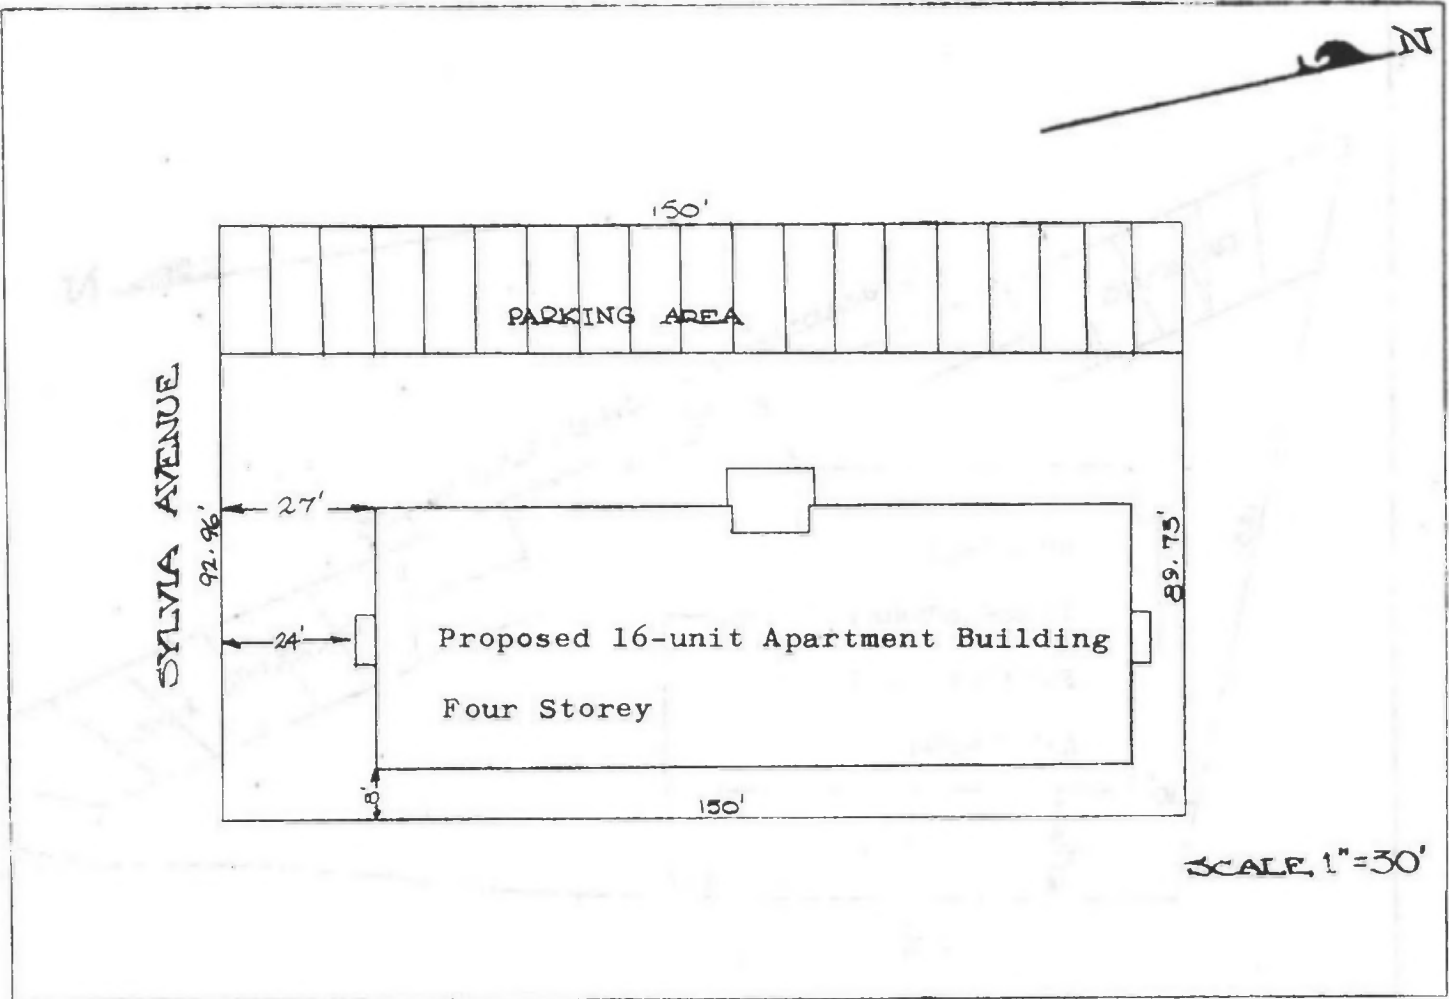 N
150'
PARKING AREA
SYLVIA AVENUE
92.96'
27'
89.73'
24'
Proposed 16-unit Apartment Building
Four Storey
8'
150'
SCALE 1"=30'